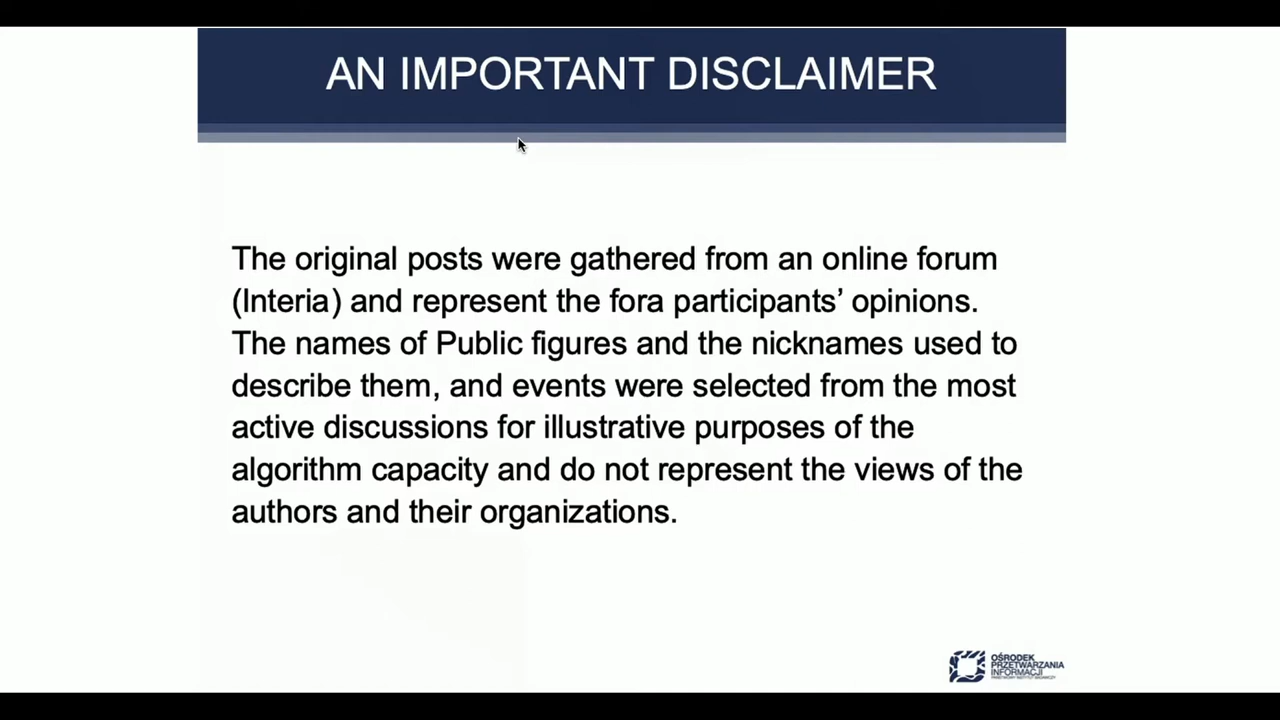 AN IMPORTANT DISCLAIMER
The original posts were gathered from an online forum
(Interia) and represent the fora participants’ opinions.
The names of Public figures and the nicknames used to
describe them, and events were selected from the most
active discussions for illustrative purposes of the
algorithm capacity and do not represent the views of the
authors and their organizations.
OŚRODEK
PRZETWARZANIA
INFORMACJI
PAŃSTWOWY INSTYTUT BADAWCZY